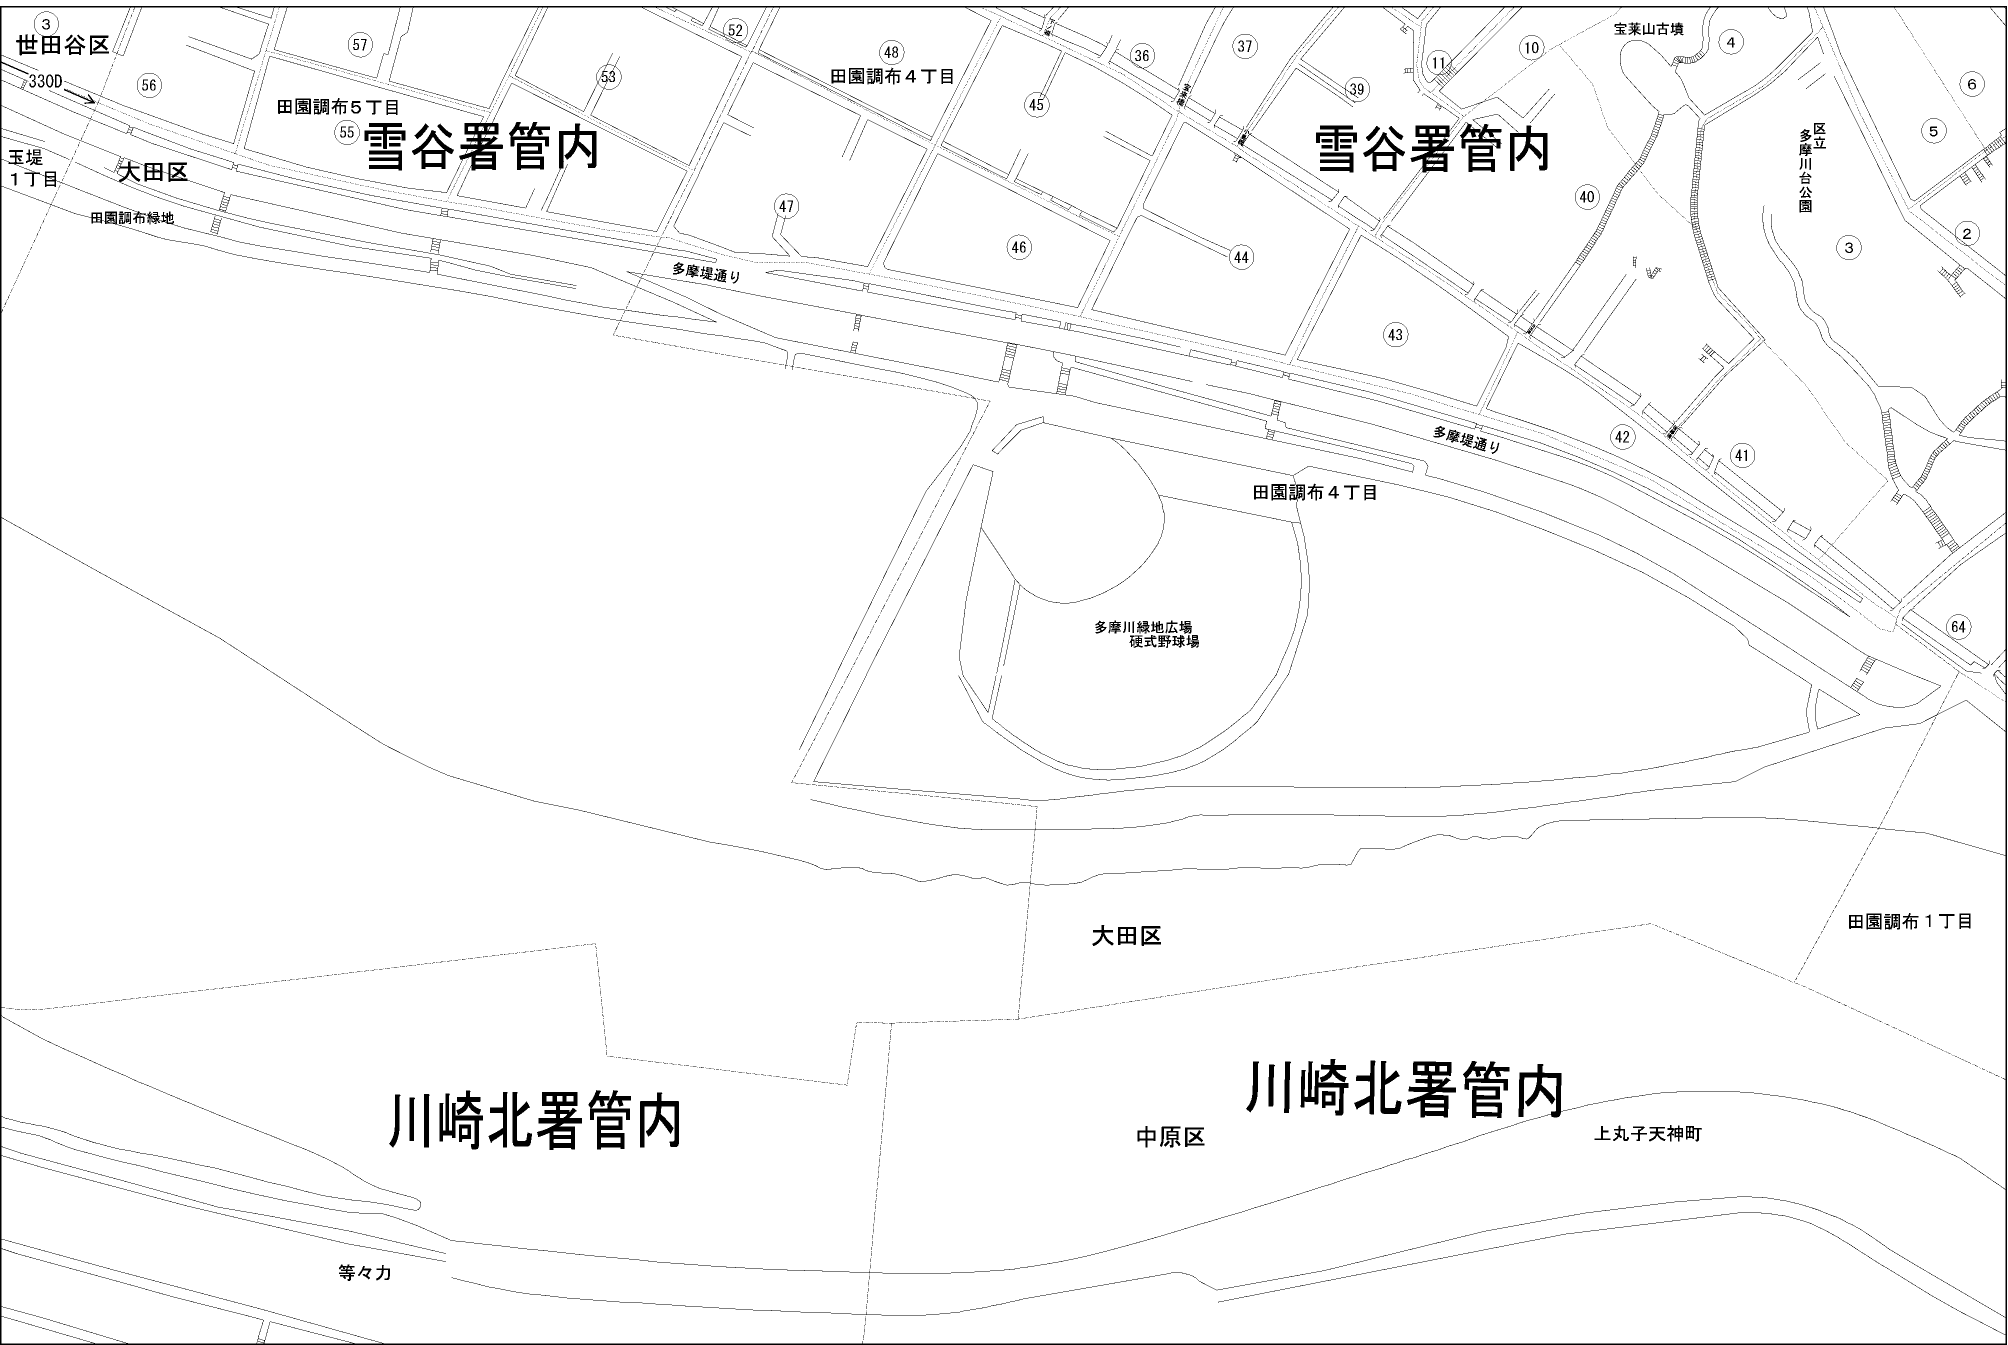 3
世田谷区
330D
57
56
田園調布5丁目
55
雪谷署管内
53
52
48
田園調布4丁目
45
36
37
39
11
10
宝莱山古墳
4
6
5
区立
多摩川台公園
雪谷署管内
玉堤
1丁目
大田区
田園調布緑地
47
46
44
40
3
2
多摩堤通り
43
42
41
多摩堤通り
田園調布4丁目
多摩川緑地広場
硬式野球場
64
大田区
田園調布1丁目
川崎北署管内
川崎北署管内
中原区
上丸子天神町
等々力